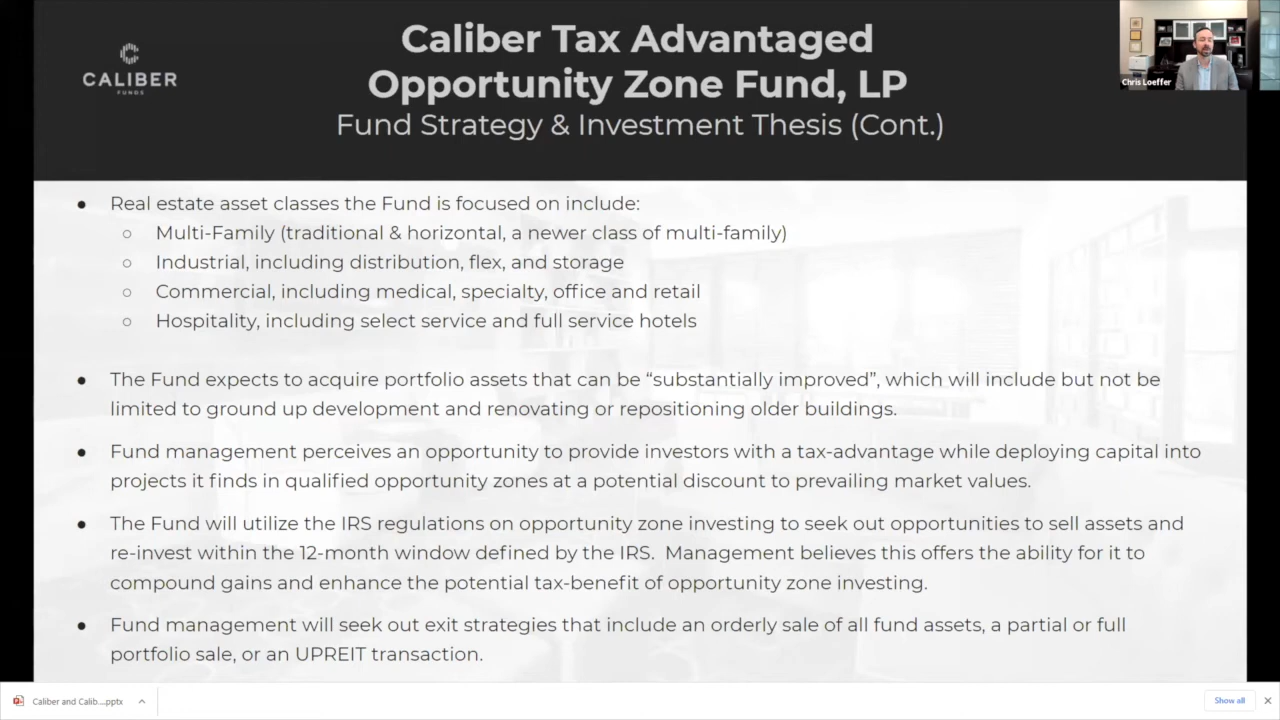 CALIBER
FUNDS
Caliber Tax Advantaged
Opportunity Zone Fund, LP
Fund Strategy & Investment Thesis (Cont.)
Chris Loeffer
● Real estate asset classes the Fund is focused on include:
○ Multi-Family (traditional & horizontal, a newer class of multi-family)
○ Industrial, including distribution, flex, and storage
○ Commercial, including medical, specialty, office and retail
○ Hospitality, including select service and full service hotels
● The Fund expects to acquire portfolio assets that can be “substantially improved”, which will include but not be
limited to ground up development and renovating or repositioning older buildings.
● Fund management perceives an opportunity to provide investors with a tax-advantage while deploying capital into
projects it finds in qualified opportunity zones at a potential discount to prevailing market values.
● The Fund will utilize the IRS regulations on opportunity zone investing to seek out opportunities to sell assets and
re-invest within the 12-month window defined by the IRS. Management believes this offers the ability for it to
compound gains and enhance the potential tax-benefit of opportunity zone investing.
● Fund management will seek out exit strategies that include an orderly sale of all fund assets, a partial or full
portfolio sale, or an UPREIT transaction.
Caliber and Calib....pptx
Show all